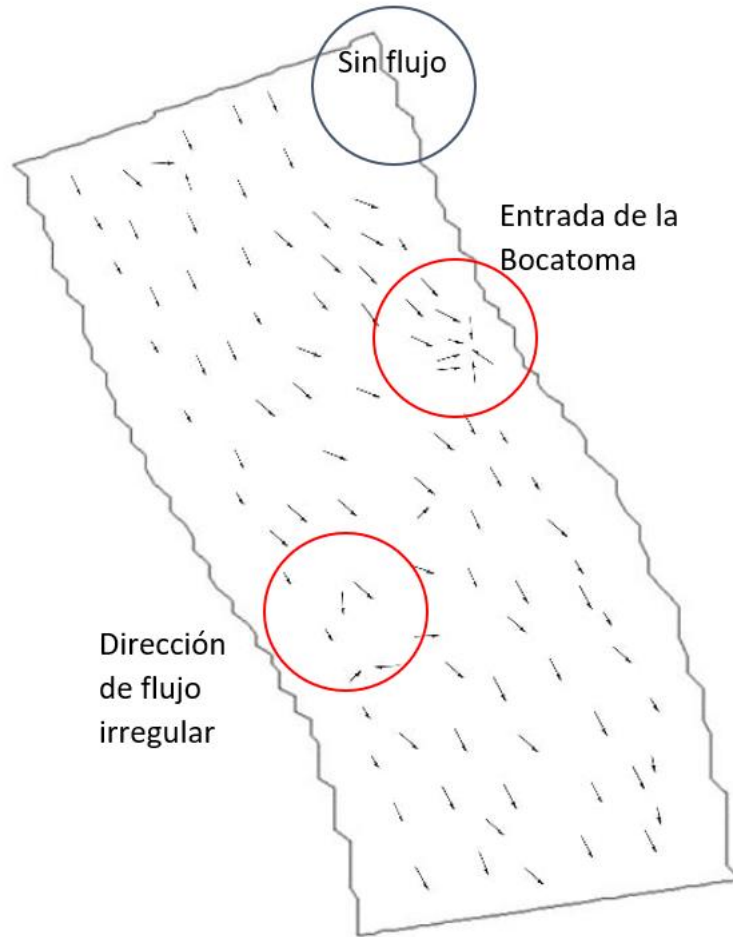 Sin flujo
Entrada de la
Bocatoma
Dirección
de flujo
irregular